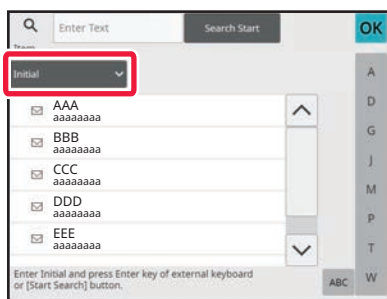 Enter Text
Search Start
OK
Item
Initial
AAA
aaaaaaaa
BBB
aaaaaaaa
CCC
aaaaaaaa
DDD
aaaaaaaa
EEE
aaaaaaaa
A
D
G
J
M
P
T
W
Enter Initial and press Enter key of external keyboard
or [Start Search] button.
ABC